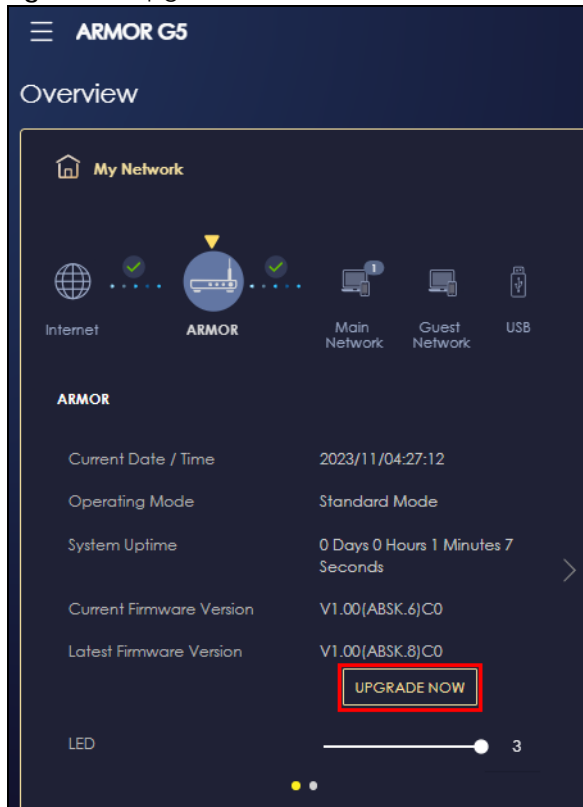 ARMOR G5
Overview
My Network
1
Internet
ARMOR
Main
Network
Guest
Network
USB
ARMOR
Current Date / Time 2023/11/04:27:12
Operating Mode Standard Mode
System Uptime 0 Days 0 Hours 1 Minutes 7
Seconds
Current Firmware Version V1.00(ABSK.6)C0
Latest Firmware Version V1.00(ABSK.8)C0
UPGRADE NOW
LED 3